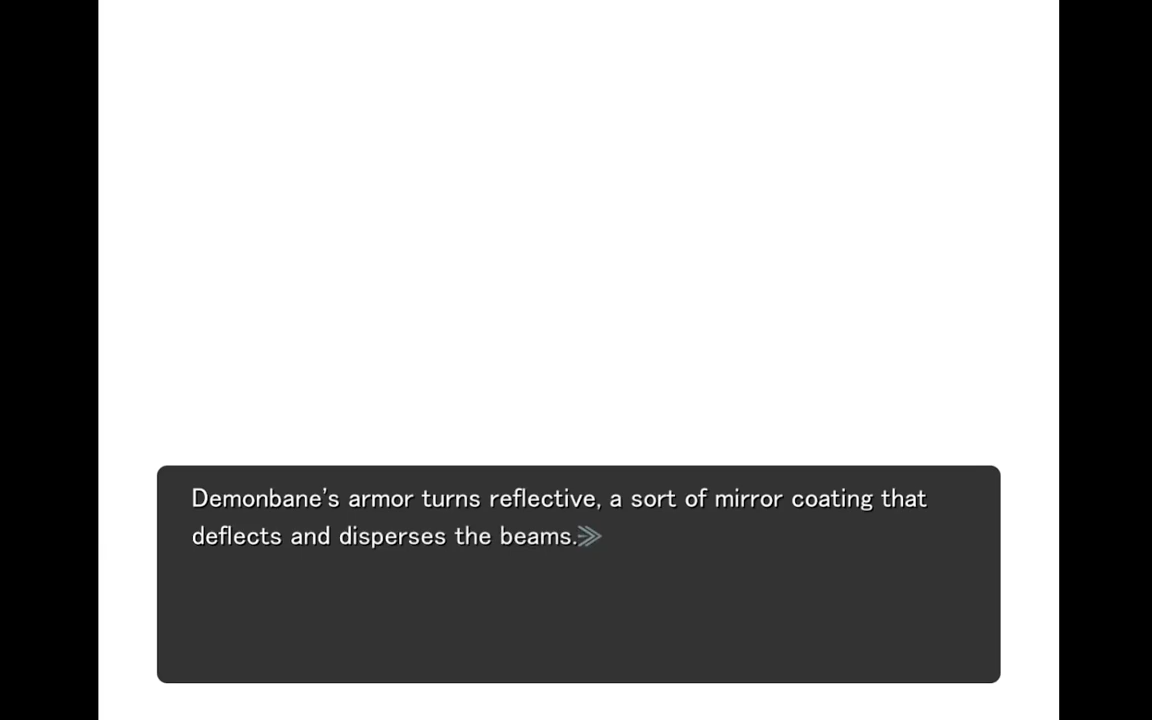 Demonbane's armor turns reflective, a sort of mirror coating that
deflects and disperses the beams.